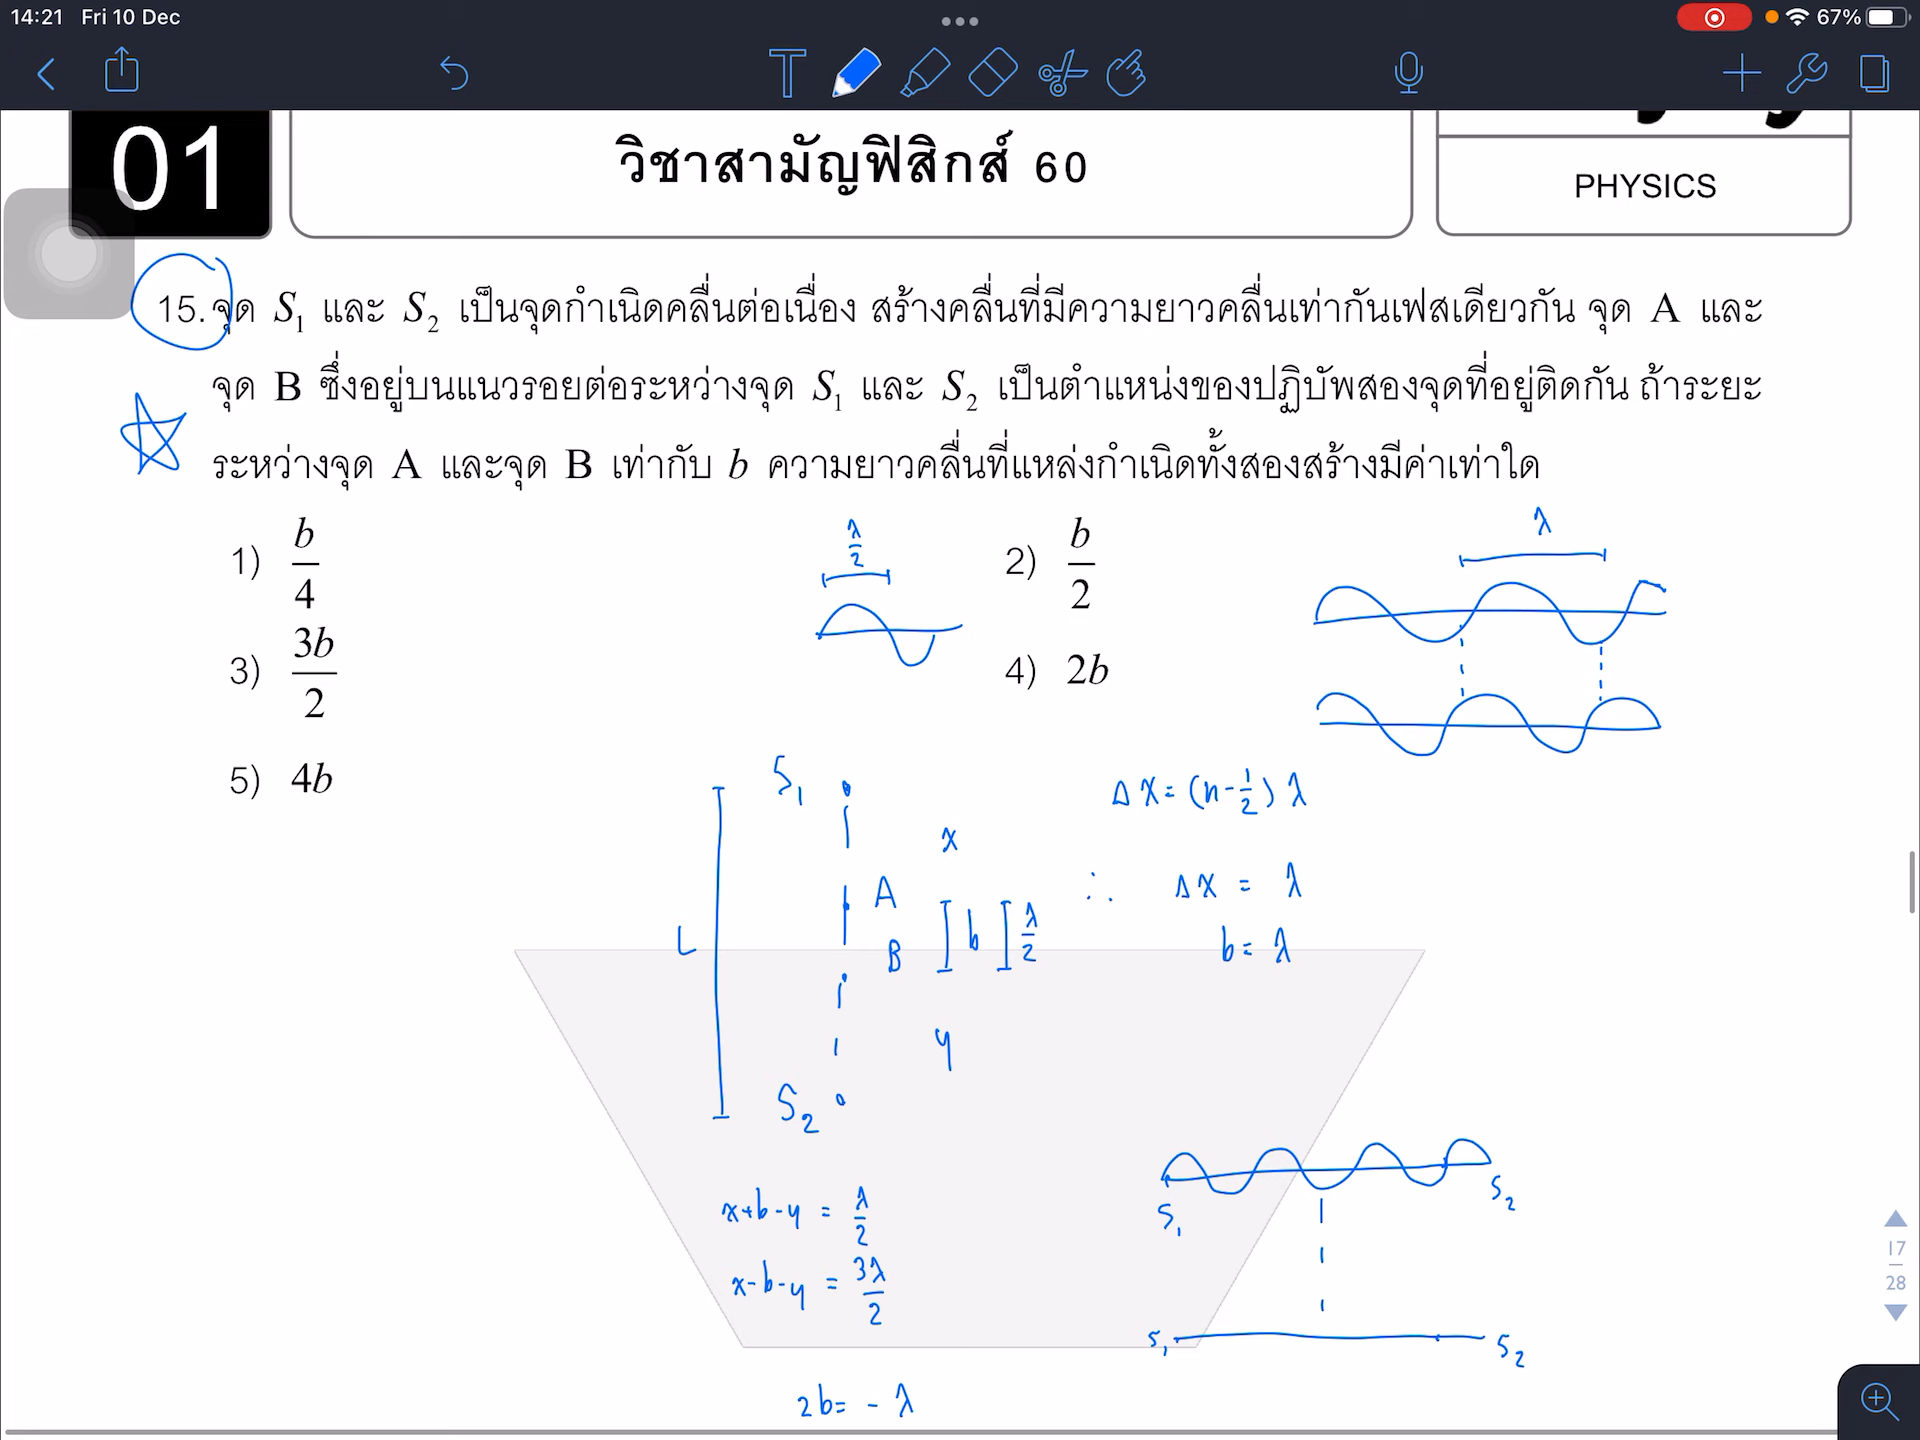 14:21 Fri 10 Dec
67%
01
วิชาสามัญฟิสิกส์ 60
PHYSICS
15. จุด S₁ และ S₂ เป็นจุดกำเนิดคลื่นต่อเนื่อง สร้างคลื่นที่มีความยาวคลื่นเท่ากันเฟสเดียวกัน จุด A และ
จุด B ซึ่งอยู่บนแนวรอยต่อระหว่างจุด S₁ และ S₂ เป็นตำแหน่งของปฏิบัพสองจุดที่อยู่ติดกัน ถ้าระยะ
ระหว่างจุด A และจุด B เท่ากับ b ความยาวคลื่นที่แหล่งกำเนิดทั้งสองสร้างมีค่าเท่าใด
1) b/4
2) b/2
3) 3b/2
4) 2b
5) 4b
λ/2
λ
S₁
L
x
A
B
b
λ/2
y
S₂
Δx = (n-1/2) λ
∴ Δx = λ
b = λ
x+b-y = λ/2
x-b-y = 3λ/2
2b = - λ
S₁
S₂
S₁
S₂
17
28